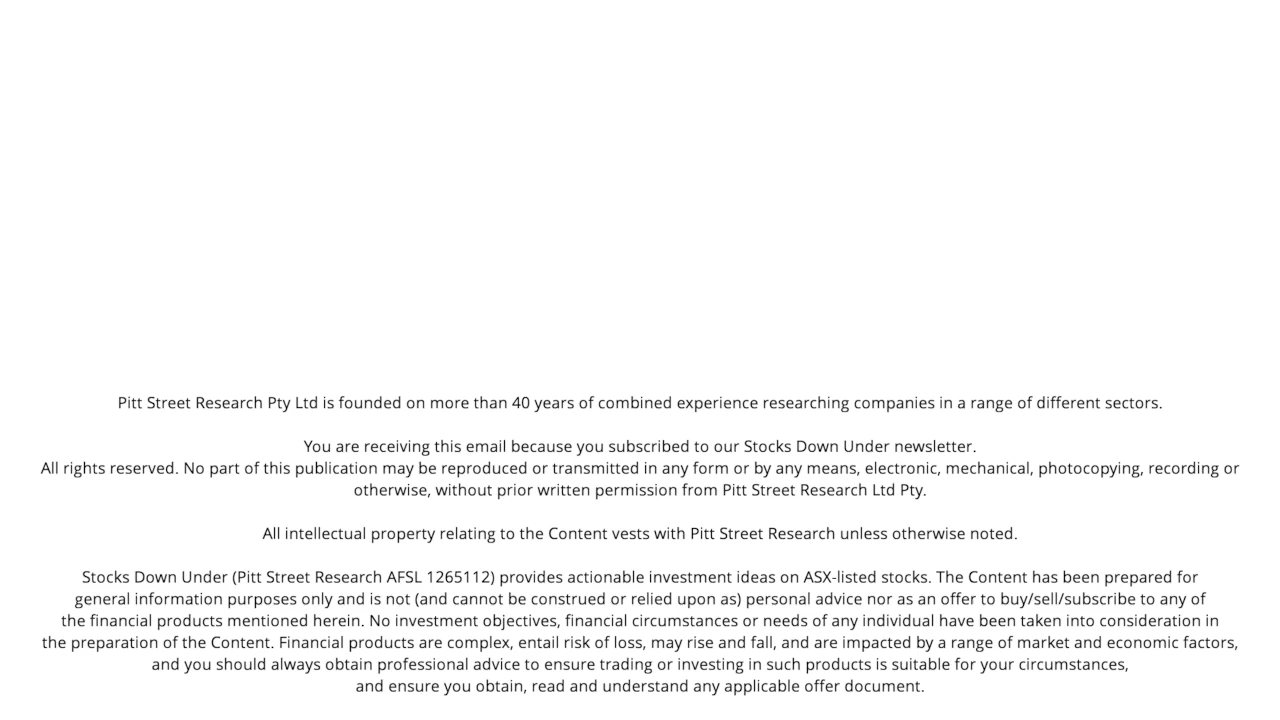 Pitt Street Research Pty Ltd is founded on more than 40 years of combined experience researching companies in a range of different sectors.
You are receiving this email because you subscribed to our Stocks Down Under newsletter.
All rights reserved. No part of this publication may be reproduced or transmitted in any form or by any means, electronic, mechanical, photocopying, recording or
otherwise, without prior written permission from Pitt Street Research Ltd Pty.
All intellectual property relating to the Content vests with Pitt Street Research unless otherwise noted.
Stocks Down Under (Pitt Street Research AFSL 1265112) provides actionable investment ideas on ASX-listed stocks. The Content has been prepared for
general information purposes only and is not (and cannot be construed or relied upon as) personal advice nor as an offer to buy/sell/subscribe to any of
the financial products mentioned herein. No investment objectives, financial circumstances or needs of any individual have been taken into consideration in
the preparation of the Content. Financial products are complex, entail risk of loss, may rise and fall, and are impacted by a range of market and economic factors,
and you should always obtain professional advice to ensure trading or investing in such products is suitable for your circumstances,
and ensure you obtain, read and understand any applicable offer document.